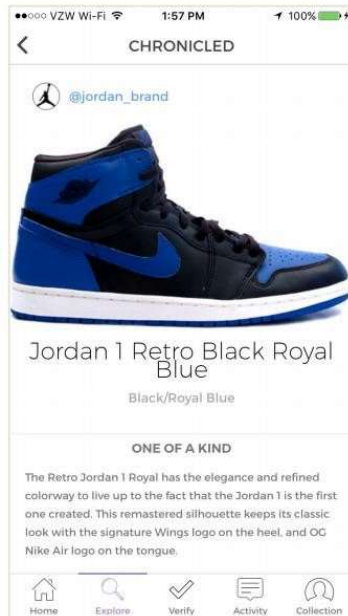 VZW Wi-Fi 1:57 PM 100%
CHRONICLED
@jordan_brand
Jordan 1 Retro Black Royal
Blue
Black/Royal Blue
ONE OF A KIND
The Retro Jordan 1 Royal has the elegance and refined
colorway to live up to the fact that the Jordan 1 is the first
one created. This remastered silhouette keeps its classic
look with the signature Wings logo on the heel, and OG
Nike Air logo on the tongue.
Home Explore Verify Activity Collection